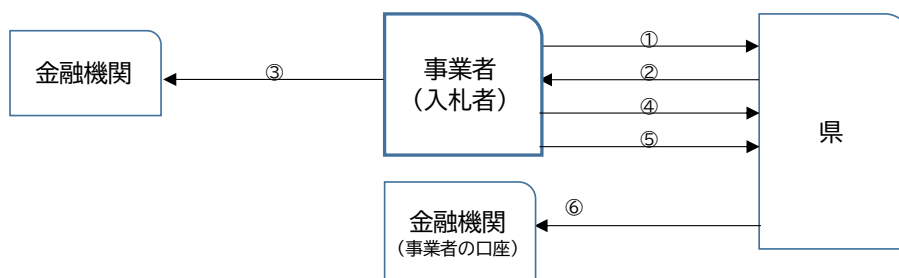 ①
金融機関
③
事業者
（入札者）
②
④
県
⑤
⑥
金融機関
（事業者の口座）